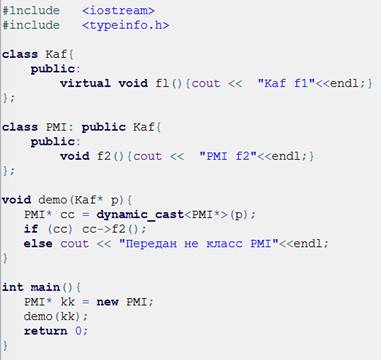 #include <iostream>
#include <typeinfo.h>
class Kaf{
public:
virtual void f1(){cout << "Kaf f1"<<endl;}
};
class PMI: public Kaf{
public:
void f2(){cout << "PMI f2"<<endl;}
};
void demo(Kaf* p){
PMI* cc = dynamic_cast<PMI*>(p);
if (cc) cc->f2();
else cout << "Передан не класс PMI"<<endl;
}
int main(){
PMI* kk = new PMI;
demo(kk);
return 0;
}